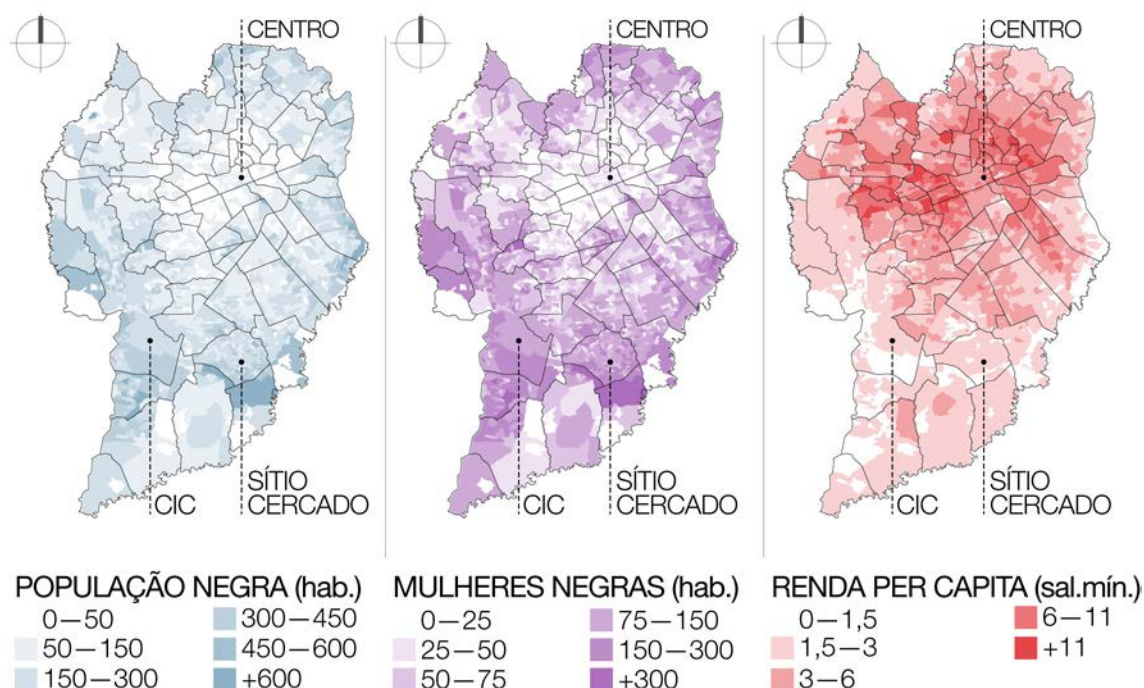 CENTRO
CIC
SÍTIO
CERCADO
CENTRO
CIC
SÍTIO
CERCADO
CENTRO
CIC
SÍTIO
CERCADO
POPULAÇÃO NEGRA (hab.)
0—50
50—150
150—300
300—450
450—600
+600
MULHERES NEGRAS (hab.)
0—25
25—50
50—75
75—150
150—300
+300
RENDA PER CAPITA (sal.mín.)
0—1,5
1,5—3
3—6
6—11
+11